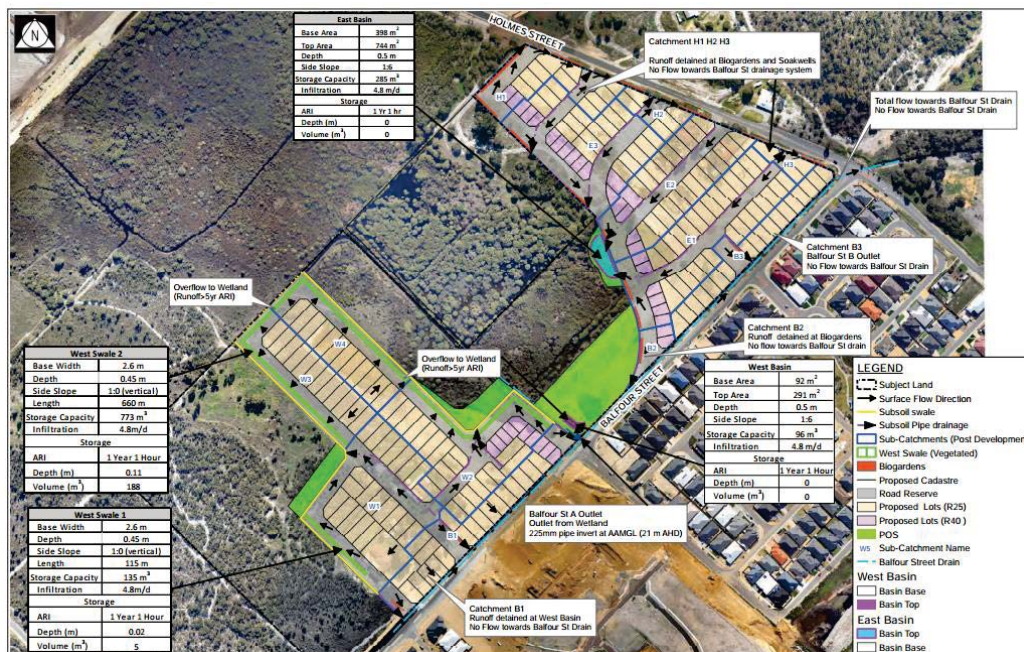 N
HOLMES STREET
East Basin
Base Area 398 m²
Top Area 744 m²
Depth 0.5 m
Side Slope 1:6
Storage Capacity 285 m³
Infiltration 4.8 m/d
Storage
ARI 1 Yr 1 hr
Depth (m) 0
Volume (m³) 0
Catchment H1 H2 H3
Runoff detained at Biogardens and Soakwells
No Flow towards Balfour St drainage system
Total flow towards Balfour St Drain
No Flow towards Balfour St Drain
H1
H2
E3
H3
E2
E1
B3
Catchment B3
Balfour St B Outlet
No Flow towards Balfour St Drain
Overflow to Wetland
(Runoff>5yr ARI)
Overflow to Wetland
(Runoff>5yr ARI)
B2
Catchment B2
Runoff detained at Biogardens
No flow towards Balfour St drain
BALFOUR STREET
W4
W3
W2
W1
B1
West Swale 2
Base Width 2.6 m
Depth 0.45 m
Side Slope 1:0 (vertical)
Length 660 m
Storage Capacity 773 m³
Infiltration 4.8m/d
Storage
ARI 1 Year 1 Hour
Depth (m) 0.11
Volume (m³) 188
West Basin
Base Area 92 m²
Top Area 291 m²
Depth 0.5 m
Side Slope 1:6
Storage Capacity 96 m³
Infiltration 4.8 m/d
Storage
ARI 1 Year 1 Hour
Depth (m) 0
Volume (m³) 0
West Swale 1
Base Width 2.6 m
Depth 0.45 m
Side Slope 1:0 (vertical)
Length 115 m
Storage Capacity 135 m³
Infiltration 4.8m/d
Storage
ARI 1 Year 1 Hour
Depth (m) 0.02
Volume (m³) 5
Balfour St A Outlet
Outlet from Wetland
225mm pipe invert at AAMGL (21 m AHD)
Catchment B1
Runoff detained at West Basin
No Flow towards Balfour St Drain
LEGEND
Subject Land
Surface Flow Direction
Subsoil swale
Subsoil Pipe drainage
Sub-Catchments (Post Development
West Swale (Vegetated)
Biogardens
Proposed Cadastre
Road Reserve
Proposed Lots (R25)
Proposed Lots (R40 )
POS
W5 Sub-Catchment Name
Balfour Street Drain
West Basin
Basin Base
Basin Top
East Basin
Basin Top
Basin Base